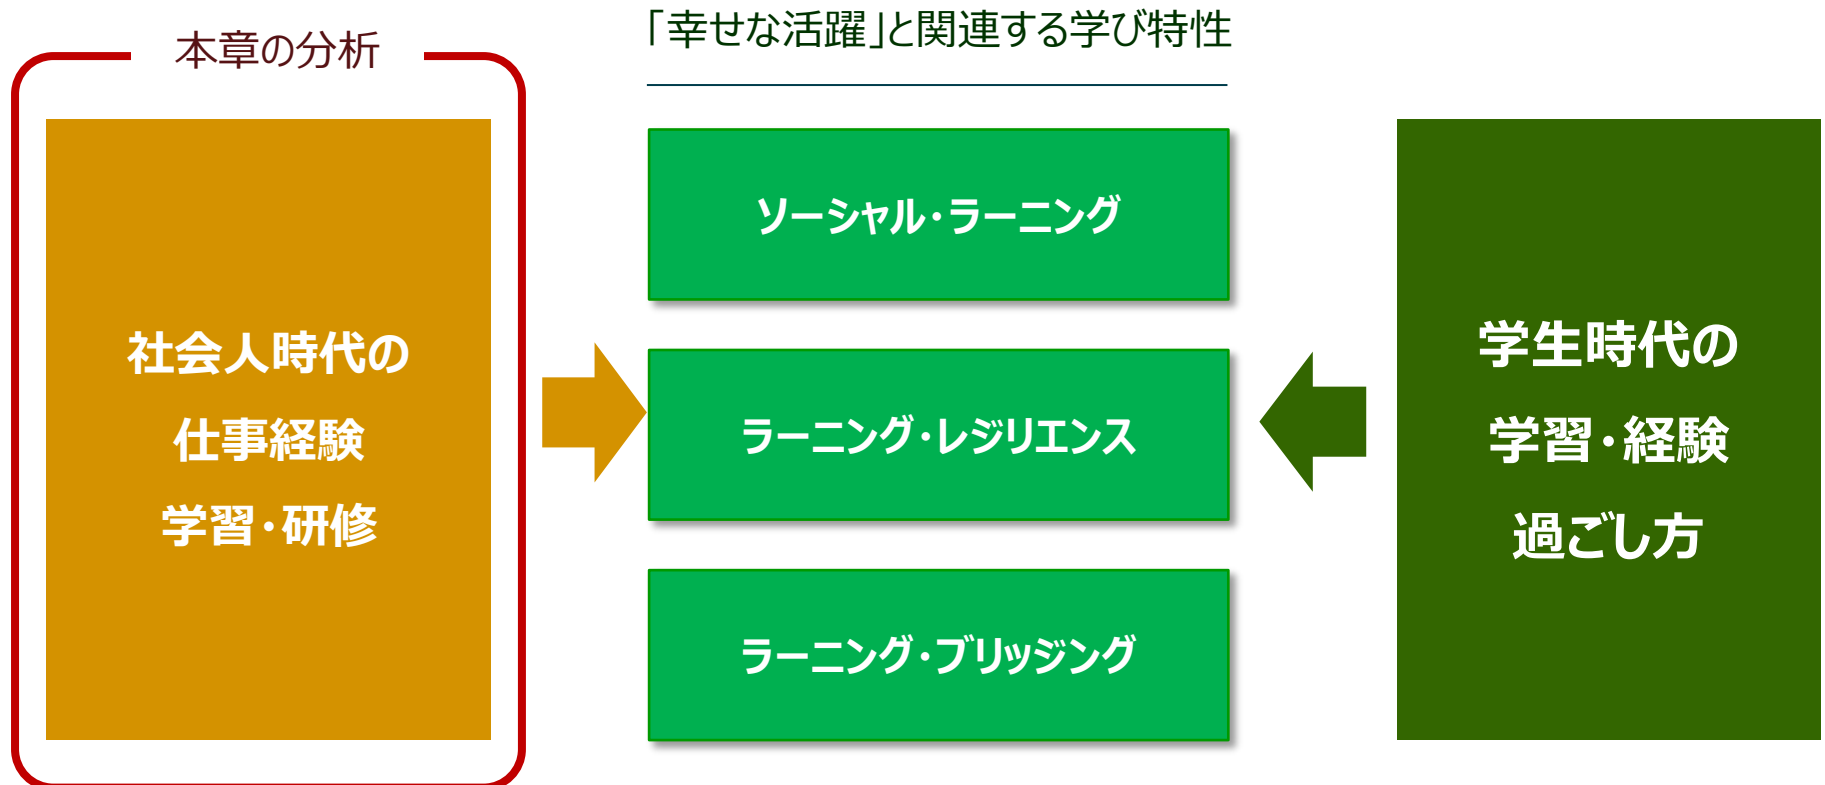 本章の分析
「幸せな活躍」と関連する学び特性
社会人時代の
仕事経験
学習・研修
ソーシャル・ラーニング
ラーニング・レジリエンス
ラーニング・ブリッジング
学生時代の
学習・経験
過ごし方